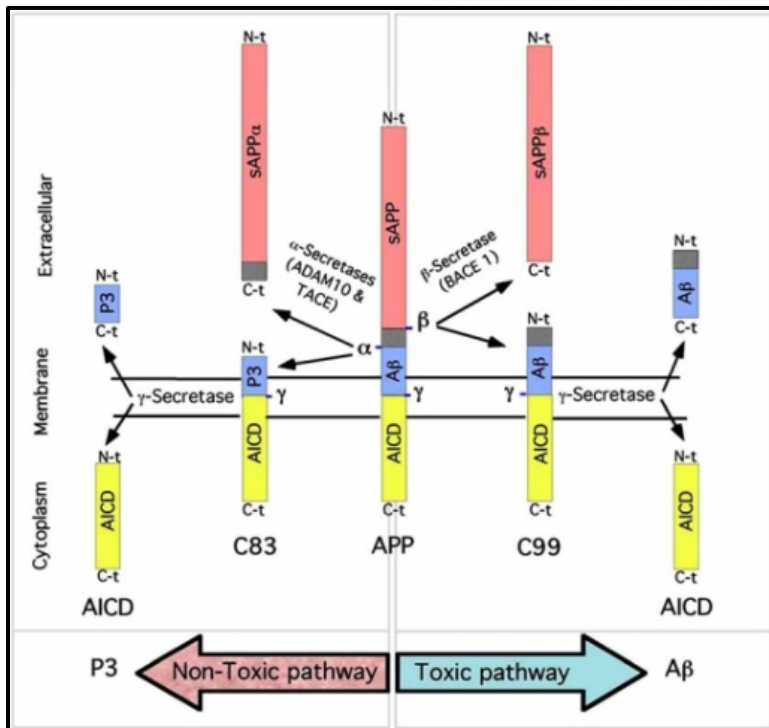 N-t
N-t
sAPPα
sAPPβ
N-t
sAPP
Extracellular
α-Secretases
(ADAM10 &
TACE)
β-Secretase
(BACE 1)
C-t
C-t
N-t
P3
C-t
N-t
Aβ
C-t
β
α
N-t
P3
Aβ
N-t
Aβ
Membrane
γ-Secretase
γ
γ
γ
γ-Secretase
N-t
AICD
C-t
AICD
C-t
AICD
C-t
AICD
C-t
N-t
AICD
C-t
Cytoplasm
C83
APP
C99
AICD
AICD
P3
Non-Toxic pathway
Toxic pathway
Aβ